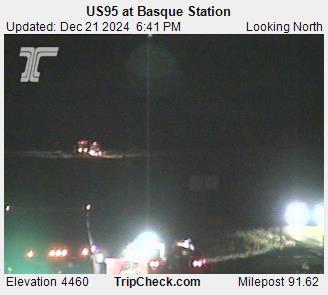 US95 at Basque Station
Updated: Dec 21 2024 6:41 PM Looking North
Elevation 4460 TripCheck.com Milepost 91.62